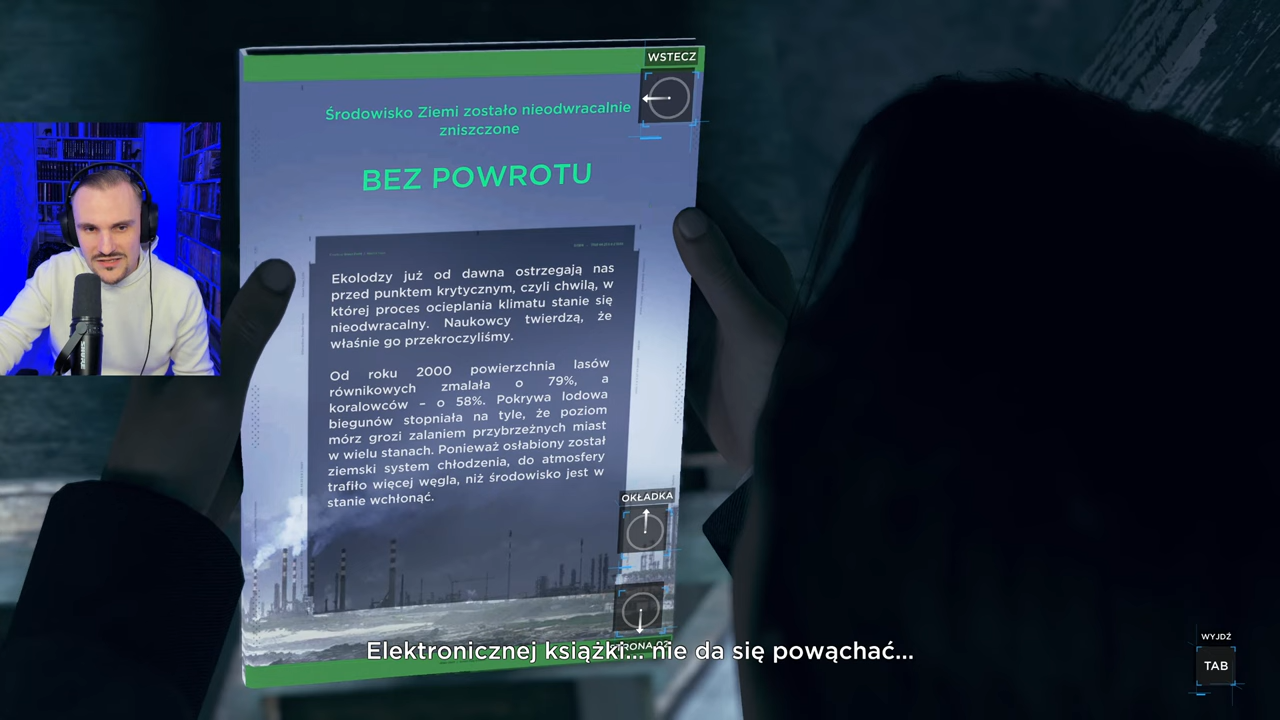 WSTECZ
Środowisko Ziemi zostało nieodwracalnie
zniszczone
BEZ POWROTU
Ekolodzy już od dawna ostrzegają nas
przed punktem krytycznym, czyli chwilą, w
której proces ocieplania klimatu stanie się
nieodwracalny. Naukowcy twierdzą, że
właśnie go przekroczyliśmy.
Od roku 2000 powierzchnia lasów
równikowych zmalała o 79%, a
koralowców – o 58%. Pokrywa lodowa
biegunów stopniała na tyle, że poziom
mórz grozi zalaniem przybrzeżnych miast
w wielu stanach. Ponieważ osłabiony został
ziemski system chłodzenia, do atmosfery
trafiło więcej węgla, niż środowisko jest w
stanie wchłonąć.
OKŁADKA
Elektronicznej książki... nie da się powąchać...
WYJDŹ
TAB